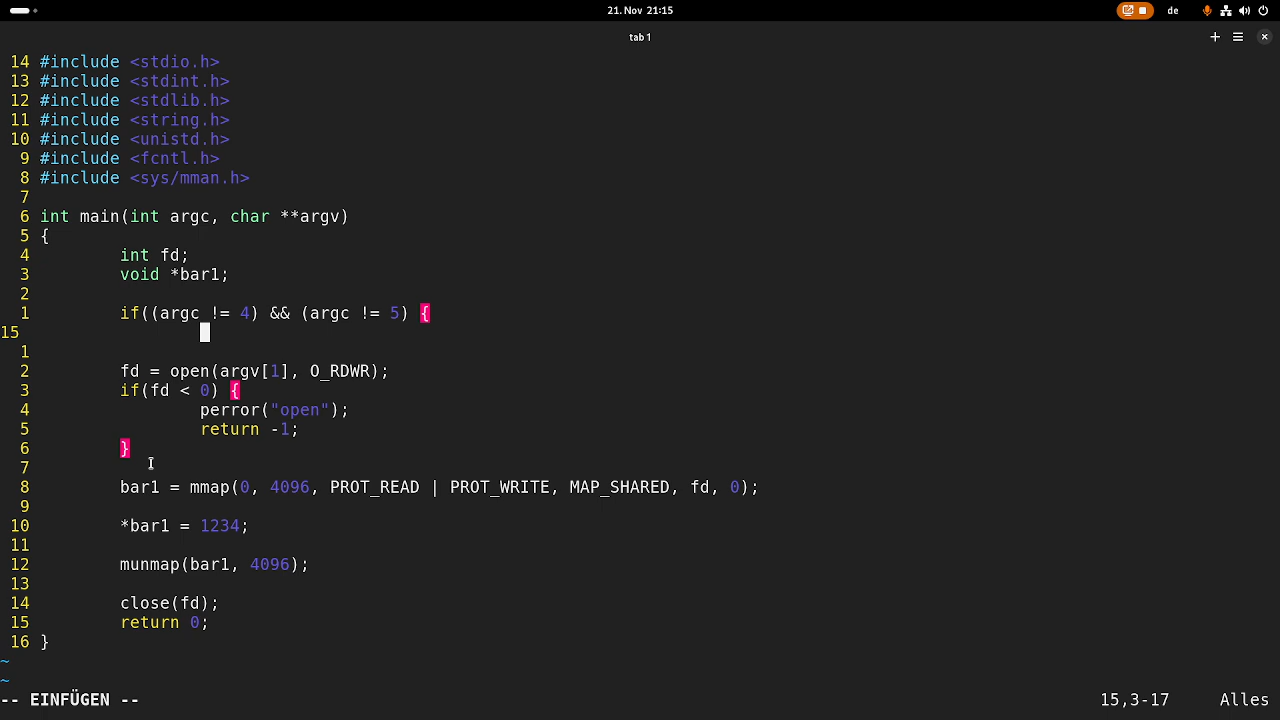 21. Nov 21:15
de
tab 1
14 #include <stdio.h>
13 #include <stdint.h>
12 #include <stdlib.h>
11 #include <string.h>
10 #include <unistd.h>
9 #include <fcntl.h>
8 #include <sys/mman.h>
7
6 int main(int argc, char **argv)
5 {
4 int fd;
3 void *bar1;
2
1 if((argc != 4) && (argc != 5) {
15
1
2 fd = open(argv[1], O_RDWR);
3 if(fd < 0) {
4 perror("open");
5 return -1;
6 }
7
8 bar1 = mmap(0, 4096, PROT_READ | PROT_WRITE, MAP_SHARED, fd, 0);
9
10 *bar1 = 1234;
11
12 munmap(bar1, 4096);
13
14 close(fd);
15 return 0;
16 }
~
~
-- EINFÜGEN -- 15,3-17 Alles